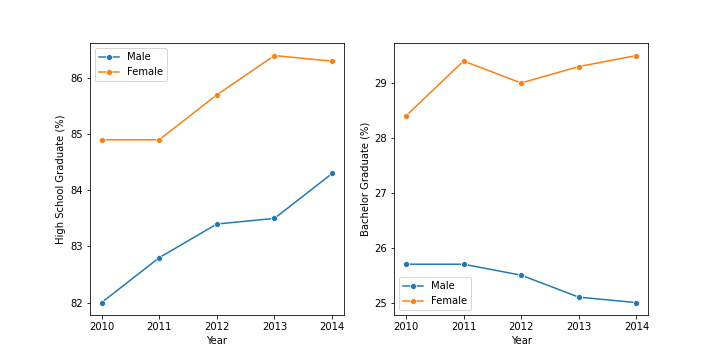 Male
Female
86
85
84
83
82
High School Graduate (%)
2010 2011 2012 2013 2014
Year
29
28
27
26
25
Bachelor Graduate (%)
Male
Female
2010 2011 2012 2013 2014
Year